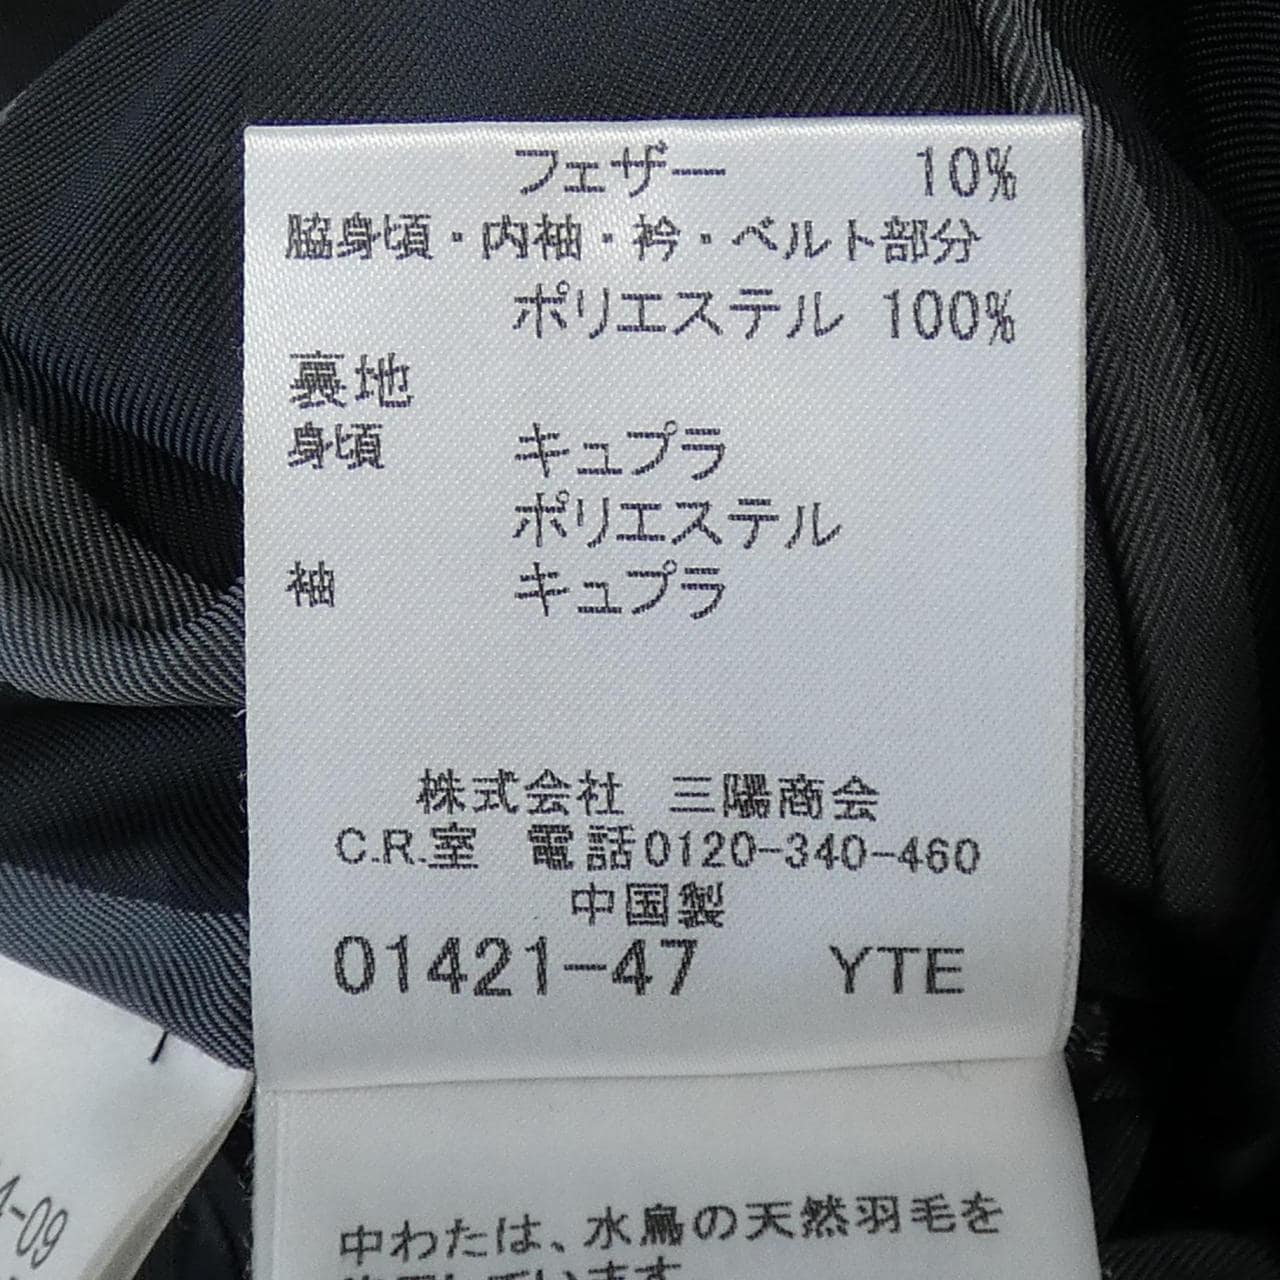 フェザー 10%
脇身頃・内袖・衿・ベルト部分
ポリエステル 100%
裏地
身頃 キュプラ
ポリエステル
袖 キュプラ
株式会社 三陽商会
C.R.室 電話0120-340-460
中国製
01421-47 YTE
中わたは、水鳥の天然羽毛を
-09